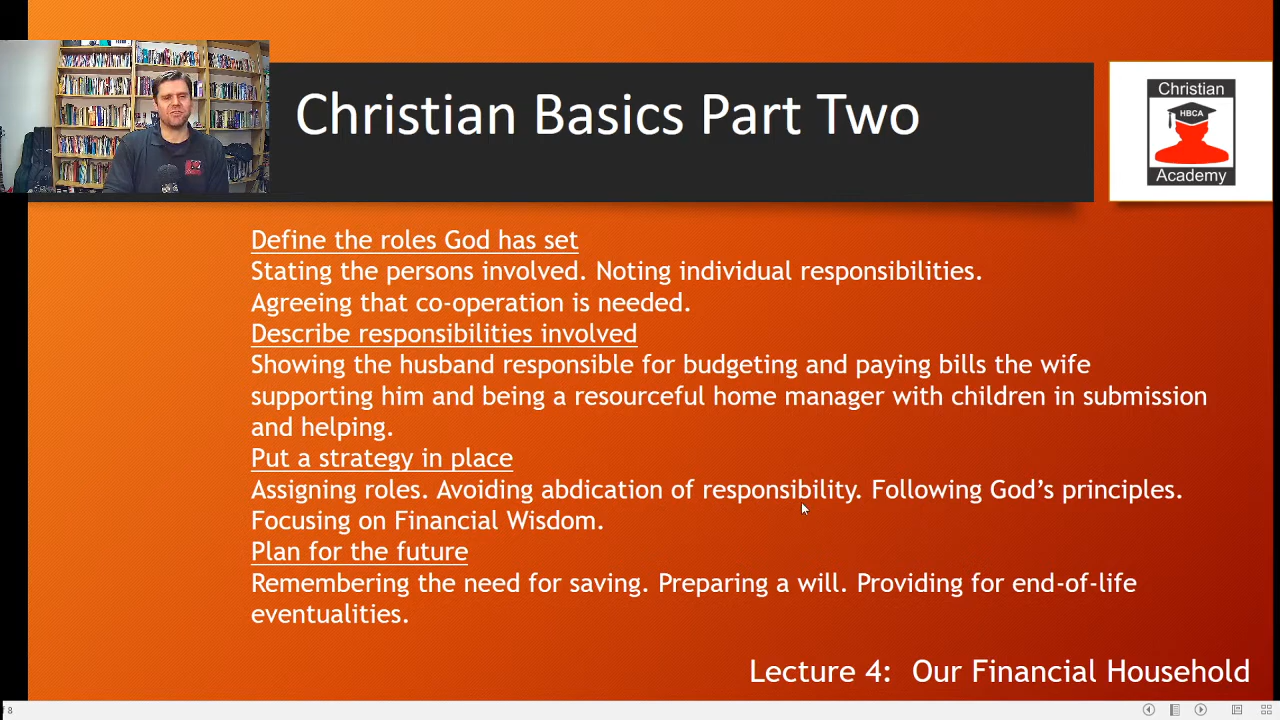 Christian Basics Part Two
Christian
HBCA
Academy
Define the roles God has set
Stating the persons involved. Noting individual responsibilities.
Agreeing that co-operation is needed.
Describe responsibilities involved
Showing the husband responsible for budgeting and paying bills the wife
supporting him and being a resourceful home manager with children in submission
and helping.
Put a strategy in place
Assigning roles. Avoiding abdication of responsibility. Following God's principles.
Focusing on Financial Wisdom.
Plan for the future
Remembering the need for saving. Preparing a will. Providing for end-of-life
eventualities.
Lecture 4: Our Financial Household
of 8